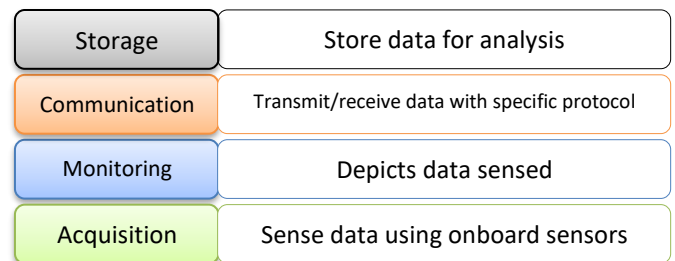 Storage
Store data for analysis
Communication
Transmit/receive data with specific protocol
Monitoring
Depicts data sensed
Acquisition
Sense data using onboard sensors